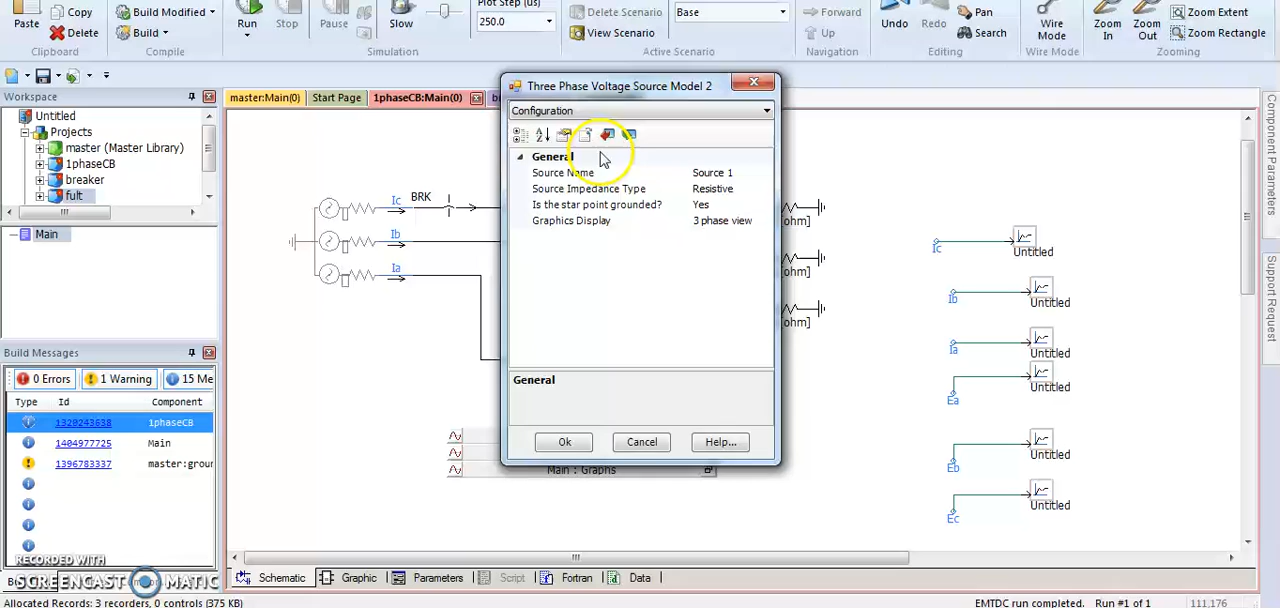 Paste
Copy
Delete
Clipboard
Build Modified
Build
Compile
Run
Stop
Pause
Slow
Plot Step (us)
250.0
Simulation
Delete Scenario
View Scenario
Base
Active Scenario
Forward
Up
Navigation
Undo
Redo
Pan
Search
Editing
Wire
Mode
Wire Mode
Zoom
In
Zoom
Out
Zoom Extent
Zoom Rectangle
Zooming
Workspace
Untitled
Projects
master (Master Library)
1phaseCB
breaker
fult
Main
master:Main(0)
Start Page
1phaseCB:Main(0)
Three Phase Voltage Source Model 2
Configuration
General
Source Name Source 1
Source Impedance Type Resistive
Is the star point grounded? Yes
Graphics Display 3 phase view
General
Ok
Cancel
Help...
Ic
BRK
Ib
Ia
[ohm]
[ohm]
[ohm]
Main : Graphs
Ic
Untitled
Ib
Untitled
Ia
Untitled
Ea
Untitled
Eb
Untitled
Ec
Untitled
Component Parameters
Support Request
Build Messages
0 Errors
1 Warning
15 Me
Type Id Component
1320243638 1phaseCB
1404977725 Main
1396783337 master:grou
RECORDED WITH
SCREENCAST MATIC
Schematic
Graphic
Parameters
Script
Fortran
Data
Allocated Records: 3 recorders, 0 controls (375 KB)
EMTDC run completed.
Run #1 of 1
111.176